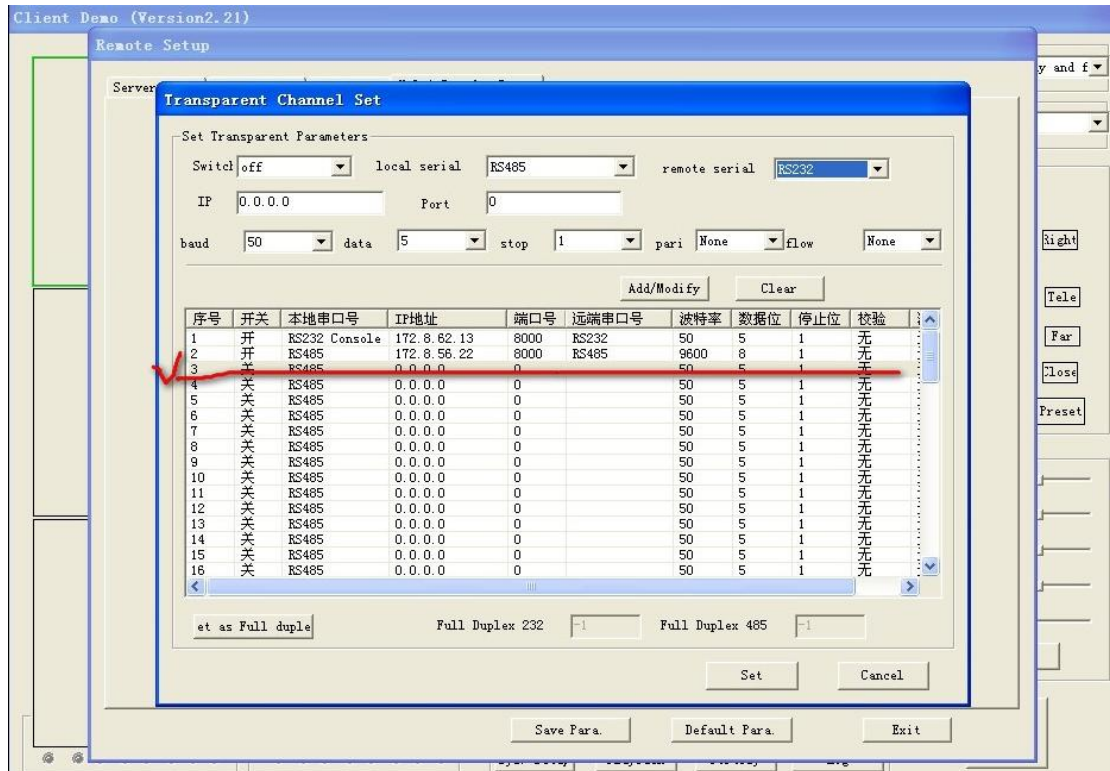 Client Demo (Version2.21)
Remote Setup
y and f
Server
Transparent Channel Set
Set Transparent Parameters
Switcl off local serial RS485 remote serial RS232
IP 0.0.0.0 Port 0
baud 50 data 5 stop 1 pari None flow None
Right
Add/Modify Clear
Tele
序号 开关 本地串口号 IP地址 端口号 远端串口号 波特率 数据位 停止位 校验
1 开 RS232 Console 172.8.62.13 8000 RS232 50 5 1 无
Far
2 开 RS485 172.8.56.22 8000 RS485 9600 8 1 无
3 关 RS485 0.0.0.0 0 50 5 1 无
Close
4 关 RS485 0.0.0.0 0 50 5 1 无
5 关 RS485 0.0.0.0 0 50 5 1 无
6 关 RS485 0.0.0.0 0 50 5 1 无
Preset
7 关 RS485 0.0.0.0 0 50 5 1 无
8 关 RS485 0.0.0.0 0 50 5 1 无
9 关 RS485 0.0.0.0 0 50 5 1 无
10 关 RS485 0.0.0.0 0 50 5 1 无
11 关 RS485 0.0.0.0 0 50 5 1 无
12 关 RS485 0.0.0.0 0 50 5 1 无
13 关 RS485 0.0.0.0 0 50 5 1 无
14 关 RS485 0.0.0.0 0 50 5 1 无
15 关 RS485 0.0.0.0 0 50 5 1 无
16 关 RS485 0.0.0.0 0 50 5 1 无
et as Full duple Full Duplex 232 -1 Full Duplex 485 -1
Set Cancel
Save Para. Default Para. Exit